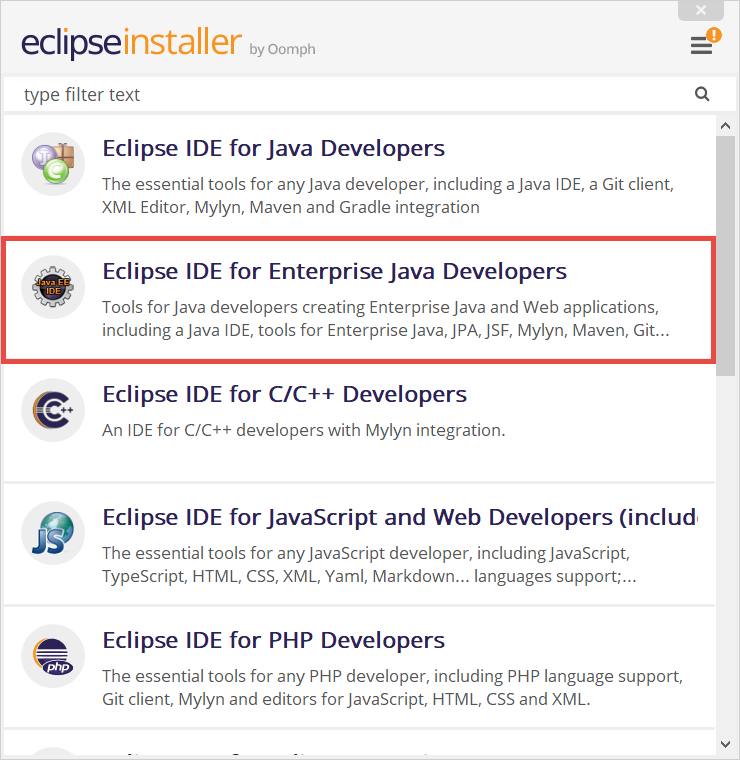 eclipseinstaller by Oomph
!
type filter text
Eclipse IDE for Java Developers
The essential tools for any Java developer, including a Java IDE, a Git client,
XML Editor, Mylyn, Maven and Gradle integration
Java EE
IDE
Eclipse IDE for Enterprise Java Developers
Tools for Java developers creating Enterprise Java and Web applications,
including a Java IDE, tools for Enterprise Java, JPA, JSF, Mylyn, Maven, Git...
C++
Eclipse IDE for C/C++ Developers
An IDE for C/C++ developers with Mylyn integration.
JS
Eclipse IDE for JavaScript and Web Developers (includ
The essential tools for any JavaScript developer, including JavaScript,
TypeScript, HTML, CSS, XML, Yaml, Markdown... languages support;...
php
Eclipse IDE for PHP Developers
The essential tools for any PHP developer, including PHP language support,
Git client, Mylyn and editors for JavaScript, HTML, CSS and XML.